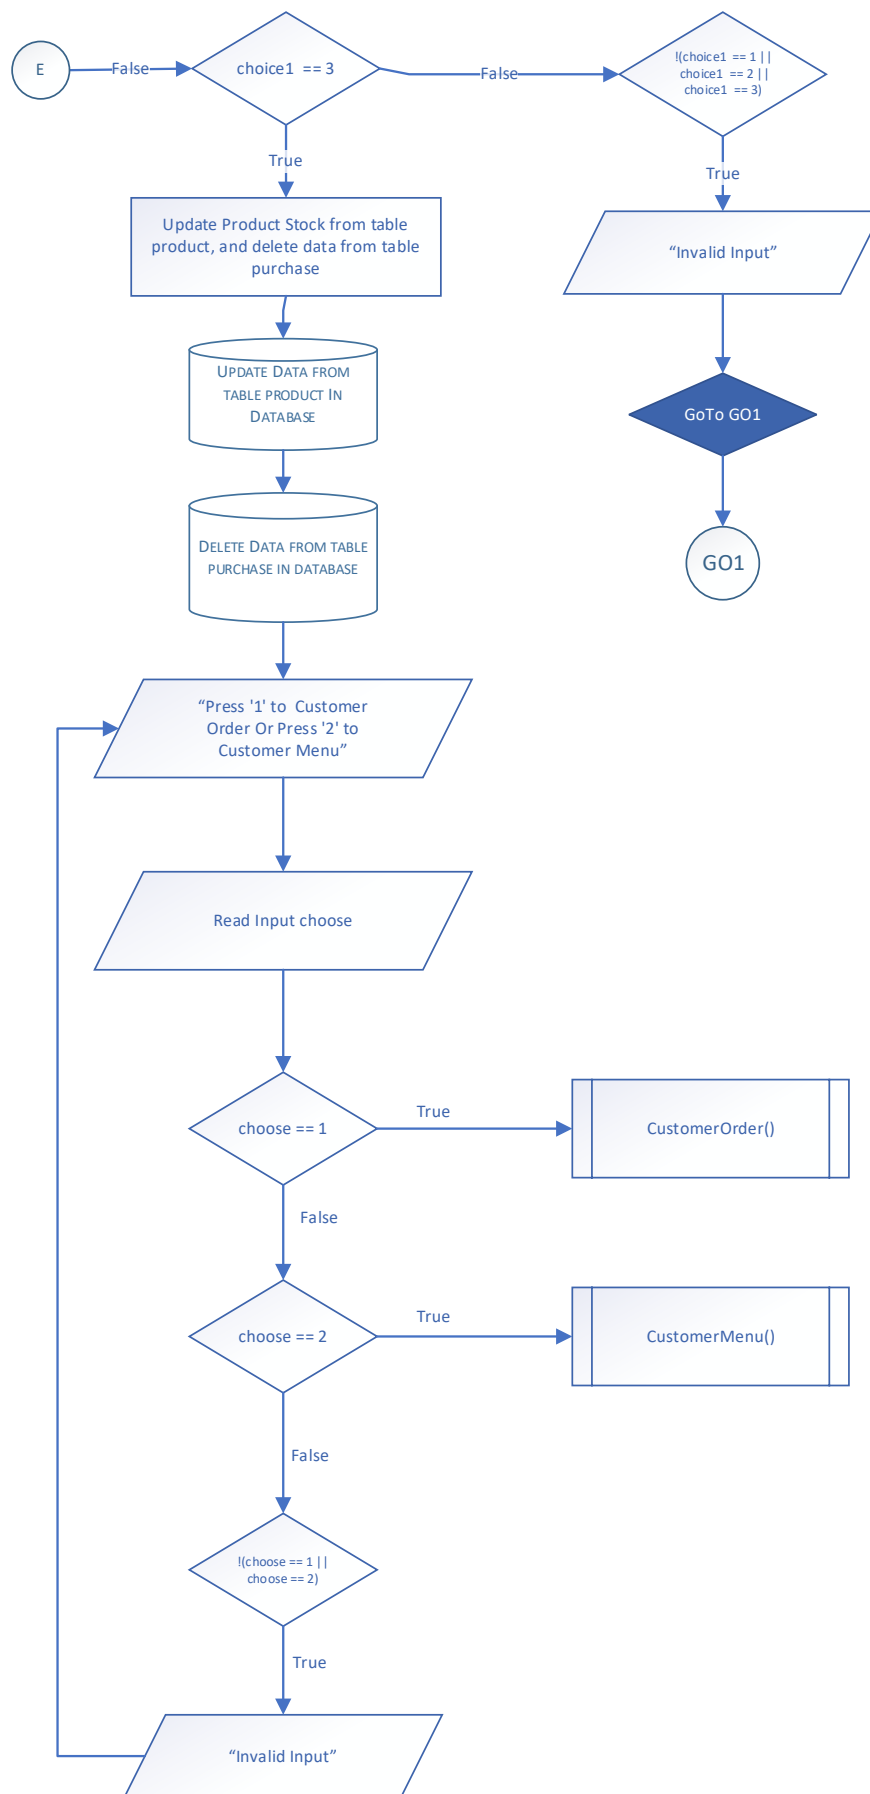 E
False
choice1 == 3
False
!(choice1 == 1 ||
choice1 == 2 ||
choice1 == 3)
True
True
Update Product Stock from table
product, and delete data from table
purchase
“Invalid Input”
UPDATE DATA FROM
TABLE PRODUCT IN
DATABASE
GoTo GO1
DELETE DATA FROM TABLE
PURCHASE IN DATABASE
GO1
“Press '1' to Customer
Order Or Press '2' to
Customer Menu”
Read Input choose
choose == 1
True
CustomerOrder()
False
choose == 2
True
CustomerMenu()
False
!(choose == 1 ||
choose == 2)
True
“Invalid Input”